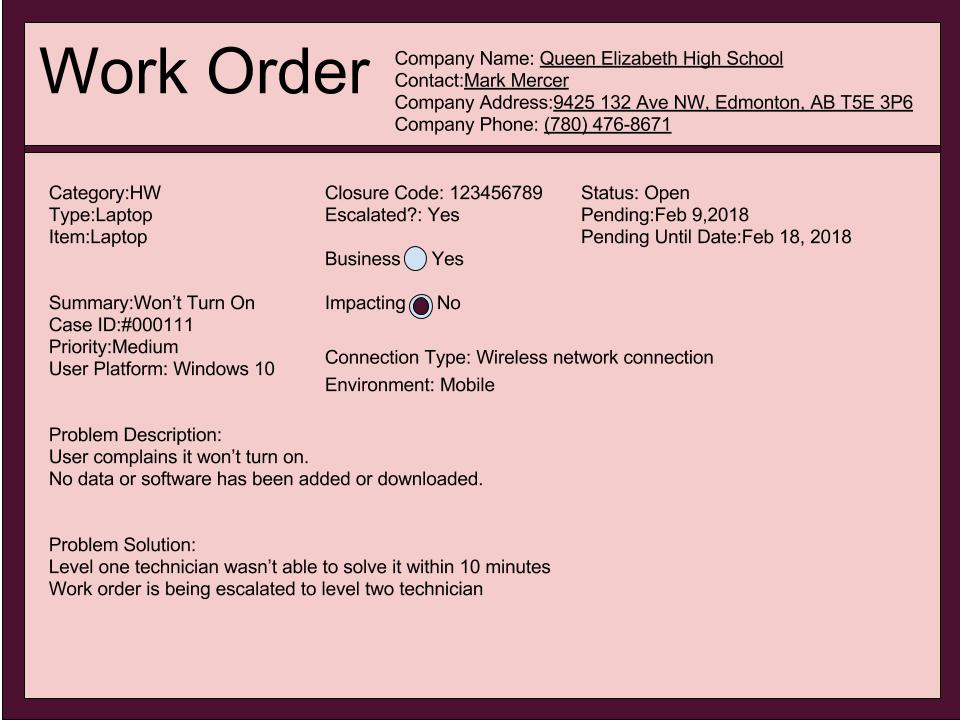 Work Order
Company Name: Queen Elizabeth High School
Contact:Mark Mercer
Company Address:9425 132 Ave NW, Edmonton, AB T5E 3P6
Company Phone: (780) 476-8671
Category:HW
Type:Laptop
Item:Laptop
Closure Code: 123456789
Escalated?: Yes
Status: Open
Pending:Feb 9,2018
Pending Until Date:Feb 18, 2018
Business Yes
Impacting No
Summary:Won’t Turn On
Case ID:#000111
Priority:Medium
User Platform: Windows 10
Connection Type: Wireless network connection
Environment: Mobile
Problem Description:
User complains it won’t turn on.
No data or software has been added or downloaded.
Problem Solution:
Level one technician wasn’t able to solve it within 10 minutes
Work order is being escalated to level two technician